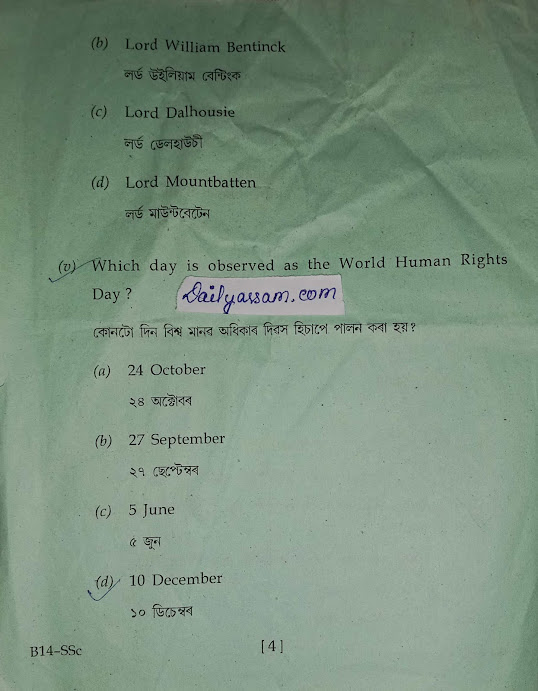 (b) Lord William Bentinck
লৰ্ড উইলিয়াম বেন্টিংক
(c) Lord Dalhousie
লৰ্ড ডেলহাউচী
(d) Lord Mountbatten
লৰ্ড মাউন্টবেটেন
(v) Which day is observed as the World Human Rights
Day ?
Dailyassam.com
কোনটো দিন বিশ্ব মানৱ অধিকাৰ দিৱস হিচাপে পালন কৰা হয় ?
(a) 24 October
২৪ অক্টোবৰ
(b) 27 September
২৭ ছেপ্টেম্বৰ
(c) 5 June
৫ জুন
(d) 10 December
১০ ডিচেম্বৰ
B14–SSc [ 4 ]